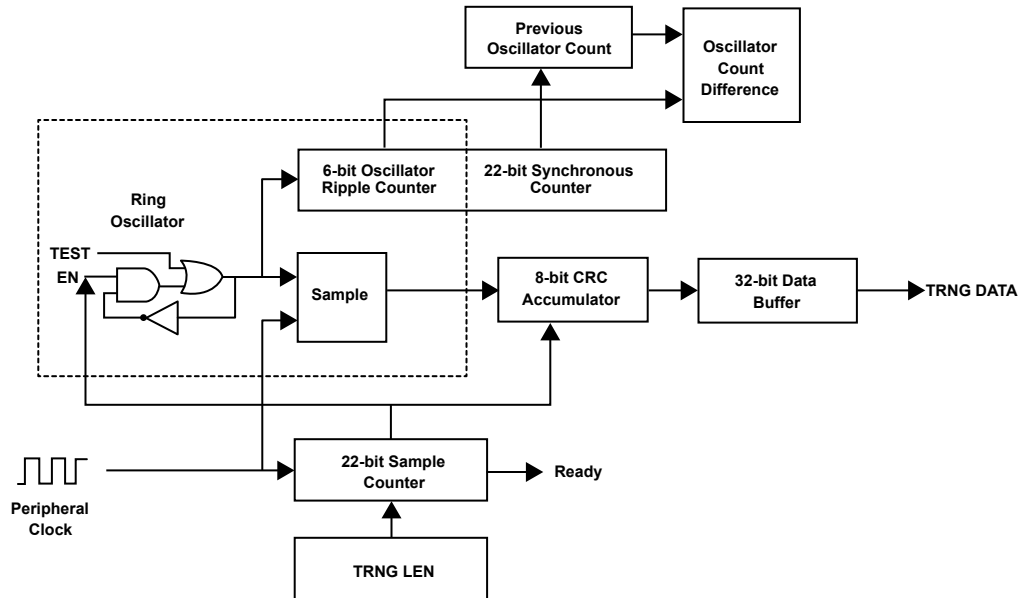 Previous
Oscillator Count
Oscillator
Count
Difference
6-bit Oscillator
Ripple Counter
22-bit Synchronous
Counter
Ring
Oscillator
TEST
EN
Sample
8-bit CRC
Accumulator
32-bit Data
Buffer
TRNG DATA
22-bit Sample
Counter
Ready
Peripheral
Clock
TRNG LEN